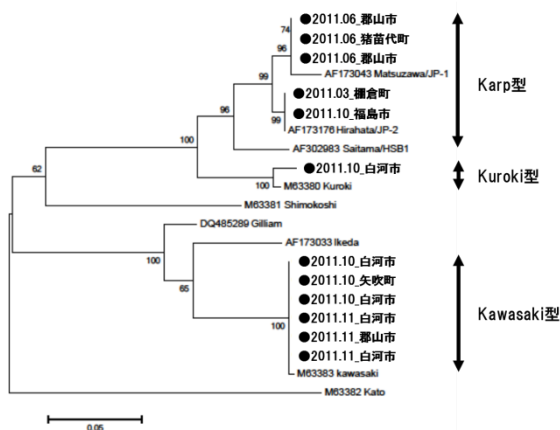 74
●2011.06_郡山市
●2011.06_猪苗代町
96
●2011.06_郡山市
AF173043 Matsuzawa/JP-1
99
●2011.03_棚倉町
●2011.10_福島市
99
AF173176 Hirahata/JP-2
Karp型
96
AF302983 Saitama/HSB1
100
●2011.10_白河市
100
M63380 Kuroki
Kuroki型
62
M63381 Shimokoshi
DQ485289 Gilliam
100
AF173033 Ikeda
65
●2011.10_白河市
●2011.10_矢吹町
●2011.10_白河市
●2011.11_白河市
100
●2011.11_郡山市
●2011.11_白河市
Kawasaki型
M63383 kawasaki
M63382 Kato
0.05